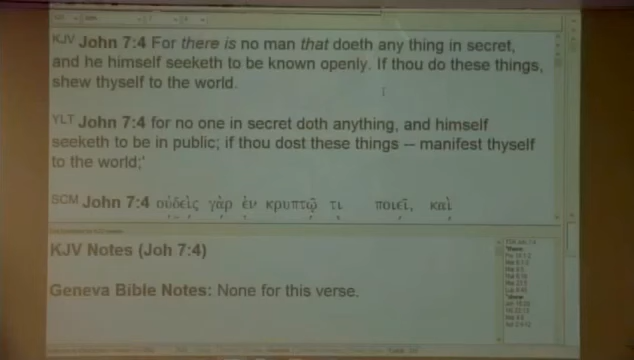 KJV John 7:4 For there is no man that doeth any thing in secret,
and he himself seeketh to be known openly. If thou do these things,
shew thyself to the world.
YLT John 7:4 for no one in secret doth anything, and himself
seeketh to be in public; if thou dost these things -- manifest thyself
to the world;'
SCM John 7:4 οὐδεὶς γὰρ ἐν κρυπτῷ τι ποιεῖ, καὶ
KJV Notes (Joh 7:4)
Geneva Bible Notes: None for this verse.